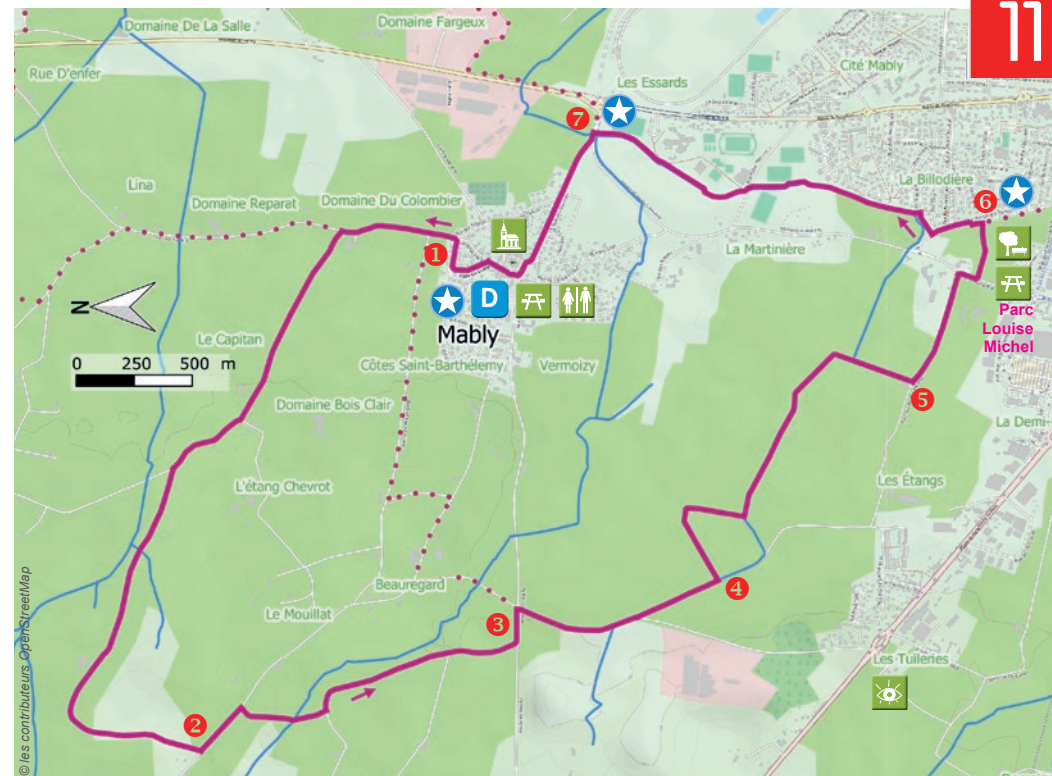 11
Domaine De La Salle
Domaine Fargeux
Rue D'enfer
Les Essards
Cité Mably
7
Lina
Domaine Reparat
Domaine Du Colombier
La Billodière
6
1
La Martinière
N
D
Mably
Parc
Louise
Michel
Le Capitan
0 250 500 m
Côtes Saint-Barthélemy
Vermoizy
5
Domaine Bois Clair
La Demi-
L'étang Chevrot
Les Étangs
Beauregard
4
Le Mouillat
3
Les Tuileries
2
© les contributeurs OpenStreetMap